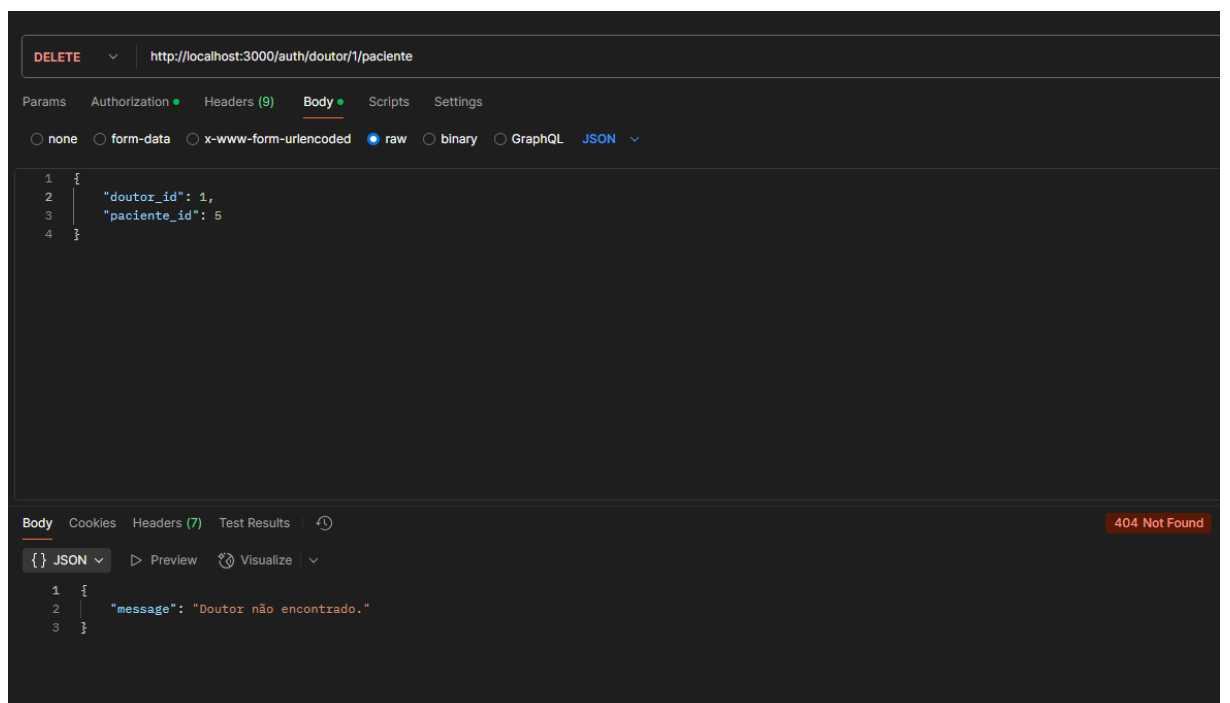 DELETE http://localhost:3000/auth/doutor/1/paciente
Params Authorization Headers (9) Body Scripts Settings
none form-data x-www-form-urlencoded raw binary GraphQL JSON
1 {
2 "doutor_id": 1,
3 "paciente_id": 5
4 }
Body Cookies Headers (7) Test Results 404 Not Found
{} JSON Preview Visualize
1 {
2 "message": "Doutor não encontrado."
3 }